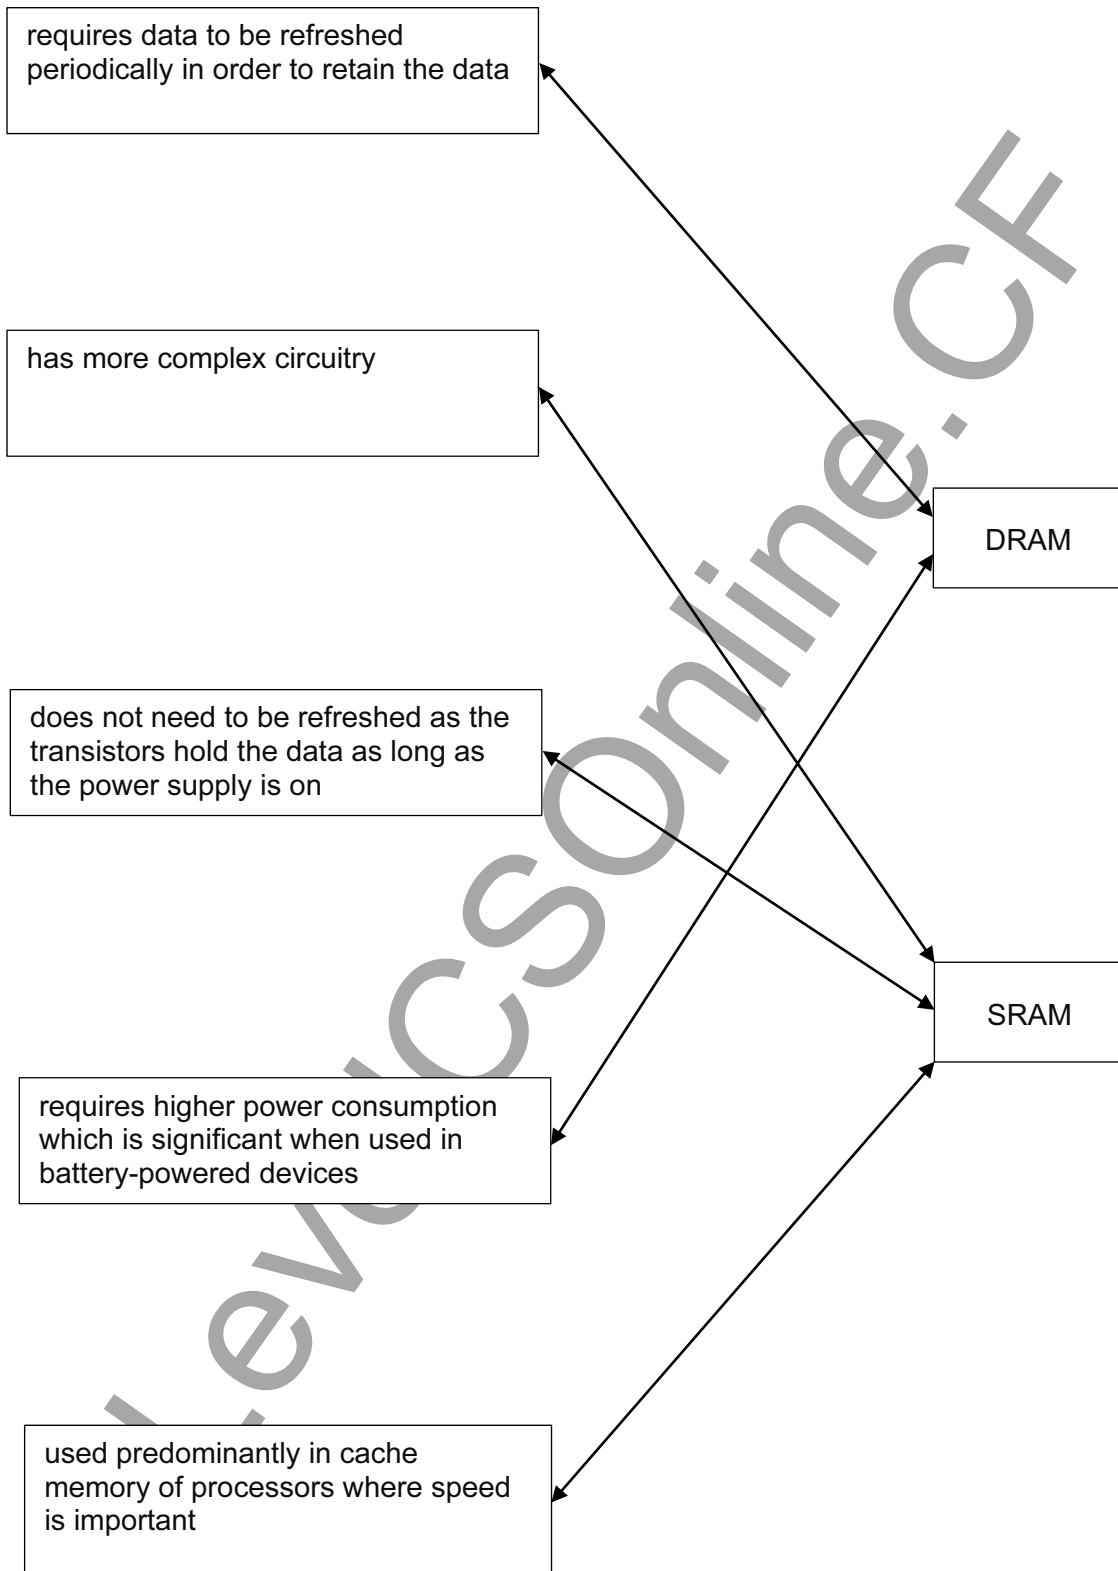 requires data to be refreshed
periodically in order to retain the data
has more complex circuitry
DRAM
does not need to be refreshed as the
transistors hold the data as long as
the power supply is on
SRAM
requires higher power consumption
which is significant when used in
battery-powered devices
used predominantly in cache
memory of processors where speed
is important
LevelCSOnline.CF